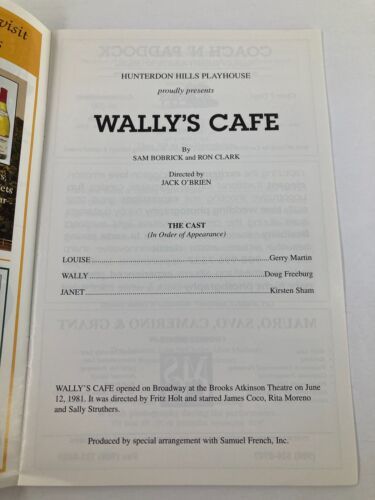 visit
s
s.
ets
ar
HUNTERDON HILLS PLAYHOUSE
proudly presents
WALLY'S CAFE
By
SAM BOBRICK and RON CLARK
Directed by
JACK O'BRIEN
THE CAST
(In Order of Appearance)
LOUISE..........Gerry Martin
WALLY..........Doug Freeburg
JANET..........Kirsten Sham
WALLY'S CAFE opened on Broadway at the Brooks Atkinson Theatre on June
12, 1981. It was directed by Fritz Holt and starred James Coco, Rita Moreno
and Sally Struthers.
Produced by special arrangement with Samuel French, Inc.